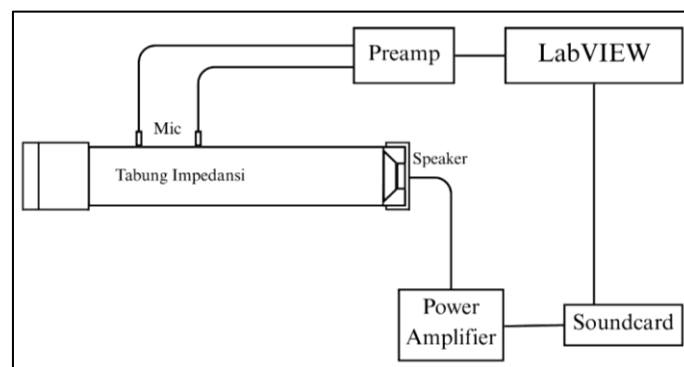 Preamp
LabVIEW
Mic
Speaker
Tabung Impedansi
Power
Amplifier
Soundcard